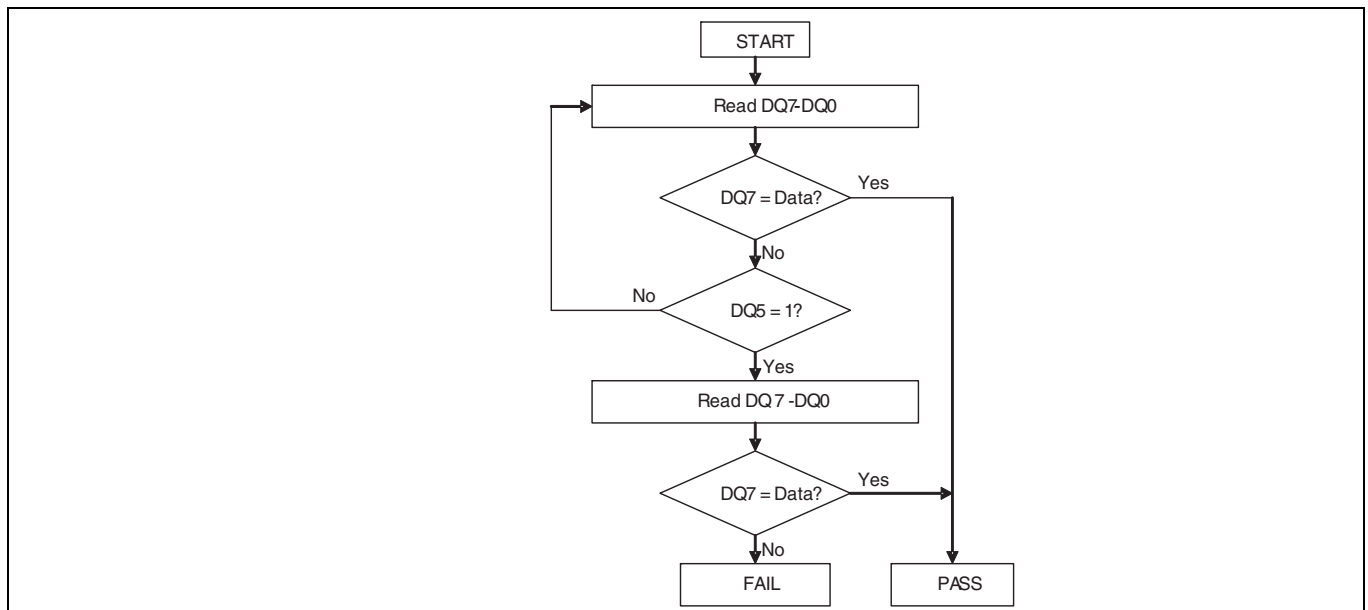 START
Read DQ7-DQ0
DQ7 = Data?
Yes
No
No
DQ5 = 1?
Yes
Read DQ 7 -DQ0
DQ7 = Data?
Yes
No
FAIL
PASS